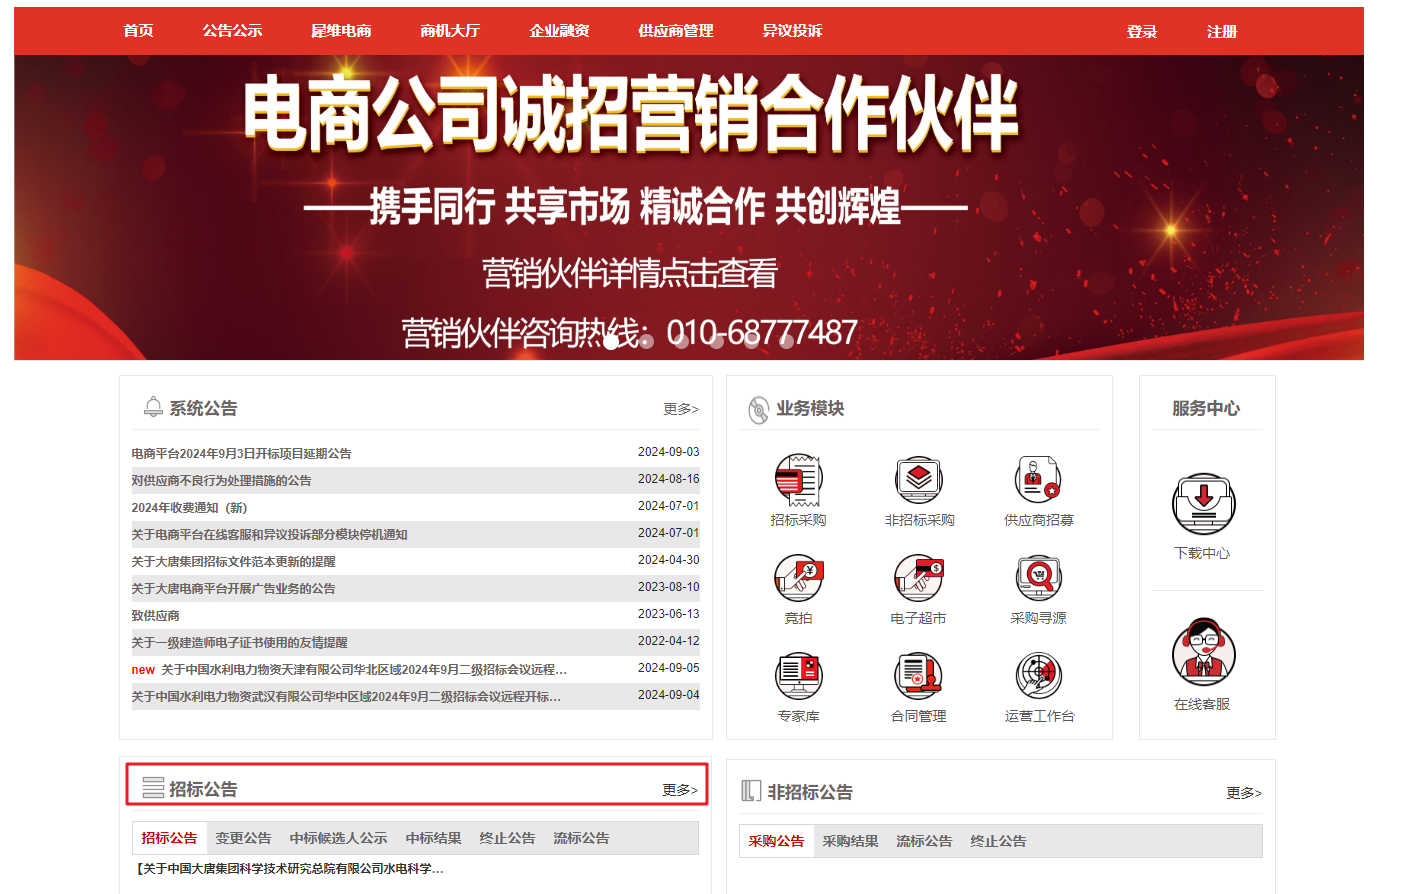 首页 公告公示 犀维电商 商机大厅 企业融资 供应商管理 异议投诉 登录 注册
电商公司诚招营销合作伙伴
——携手同行 共享市场 精诚合作 共创辉煌——
营销伙伴详情点击查看
营销伙伴咨询热线：010-68777487
系统公告 更多>
电商平台2024年9月3日开标项目延期公告 2024-09-03
对供应商不良行为处理措施的公告 2024-08-16
2024年收费通知（新） 2024-07-01
关于电商平台在线客服和异议投诉部分模块停机通知 2024-07-01
关于大唐集团招标文件范本更新的提醒 2024-04-30
关于大唐电商平台开展广告业务的公告 2023-08-10
致供应商 2023-06-13
关于一级建造师电子证书使用的友情提醒 2022-04-12
new 关于中国水利电力物资天津有限公司华北区域2024年9月二级招标会议远程… 2024-09-05
关于中国水利电力物资武汉有限公司华中区域2024年9月二级招标会议远程开标… 2024-09-04
业务模块
招标采购 非招标采购 供应商招募
竞拍 电子超市 采购寻源
专家库 合同管理 运营工作台
服务中心
下载中心
在线客服
招标公告 更多>
招标公告 变更公告 中标候选人公示 中标结果 终止公告 流标公告
【关于中国大唐集团科学技术研究总院有限公司水电科学…
非招标公告 更多>
采购公告 采购结果 流标公告 终止公告